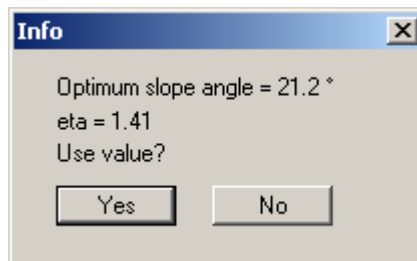 Info
Optimum slope angle = 21.2 °
eta = 1.41
Use value?
Yes No